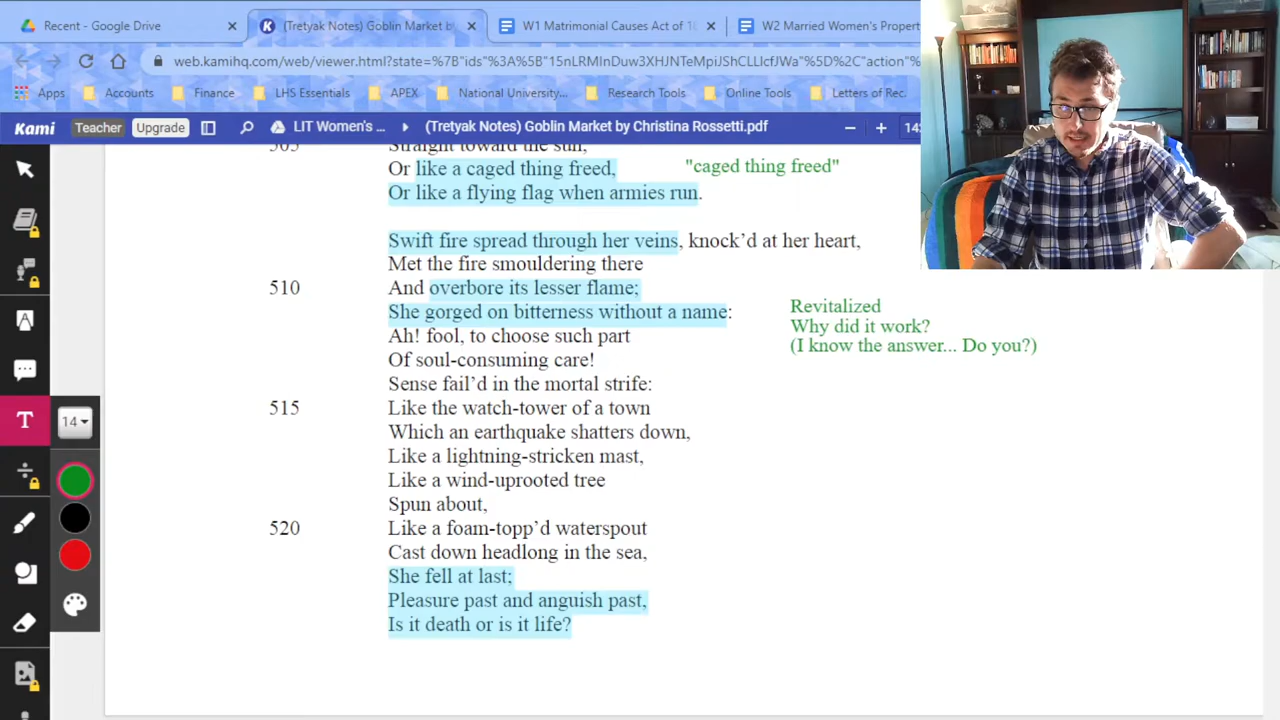 Recent - Google Drive
(Tretyak Notes) Goblin Market by
W1 Matrimonial Causes Act of
W2 Married Women's Property
web.kamihq.com/web/viewer.html?state=%7B"ids"%3A%5B"15nLRMInDuw3XHJNTeMpiJShCLLlcfJWa"%5D%2C"action"
Apps
Accounts
Finance
LHS Essentials
APEX
National University...
Research Tools
Online Tools
Letters of Rec.
Kami
Teacher
Upgrade
LIT Women's ...
(Tretyak Notes) Goblin Market by Christina Rossetti.pdf
505 Straight toward the sun,
Or like a caged thing freed, "caged thing freed"
Or like a flying flag when armies run.
Swift fire spread through her veins, knock'd at her heart,
Met the fire smouldering there
510 And overbore its lesser flame;
She gorged on bitterness without a name:
Revitalized
Why did it work?
(I know the answer... Do you?)
Ah! fool, to choose such part
Of soul-consuming care!
Sense fail'd in the mortal strife:
515 Like the watch-tower of a town
Which an earthquake shatters down,
Like a lightning-stricken mast,
Like a wind-uprooted tree
Spun about,
520 Like a foam-topp'd waterspout
Cast down headlong in the sea,
She fell at last;
Pleasure past and anguish past,
Is it death or is it life?
T
14